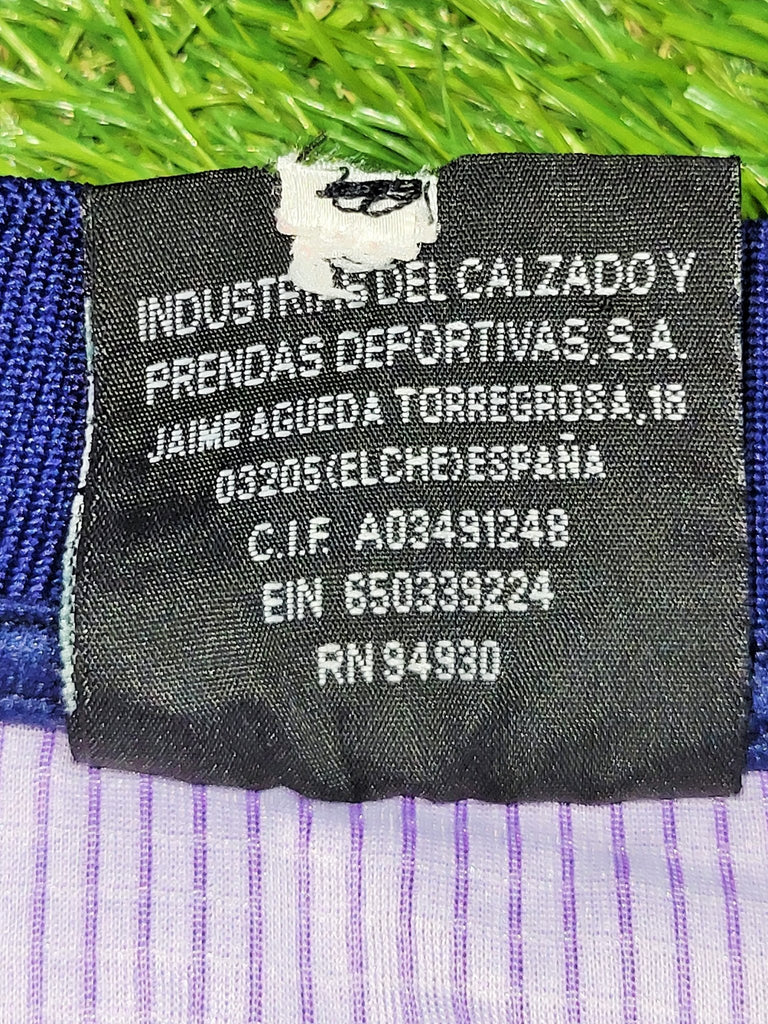 INDUSTRIAS DEL CALZADO Y
PRENDAS DEPORTIVAS, S.A.
JAIME AGUEDA TORREGROSA, 18
03205 (ELCHE) ESPAÑA
C.I.F. A03491248
EIN 650339224
RN 94930